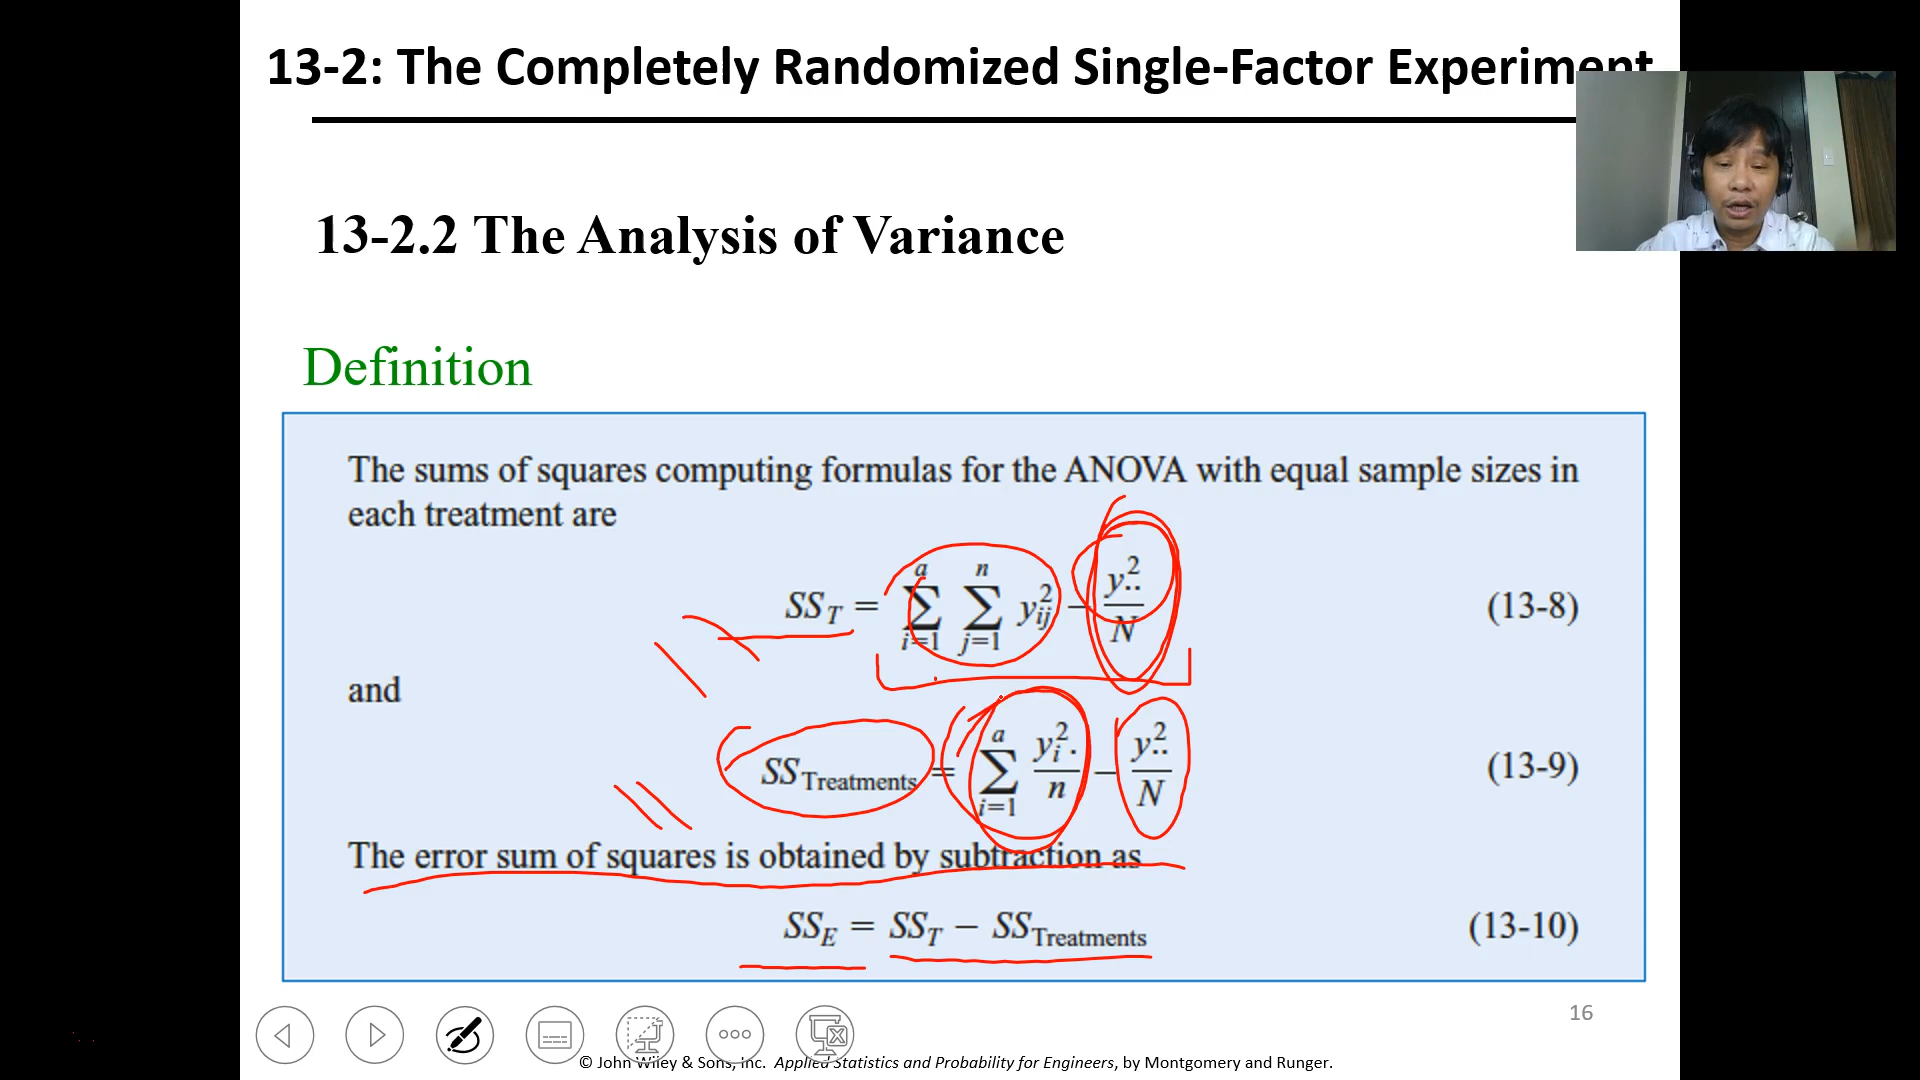 13-2: The Completely Randomized Single-Factor Experiment
13-2.2 The Analysis of Variance
Definition
The sums of squares computing formulas for the ANOVA with equal sample sizes in
each treatment are
SS_T = ∑_{i=1}^{a} ∑_{j=1}^{n} y_{ij}^2 − y_{..}^2 / N (13-8)
and
SS_Treatments = ∑_{i=1}^{a} y_{i.}^2 / n − y_{..}^2 / N (13-9)
The error sum of squares is obtained by subtraction as
SS_E = SS_T − SS_Treatments (13-10)
16
© John Wiley & Sons, Inc. Applied Statistics and Probability for Engineers, by Montgomery and Runger.